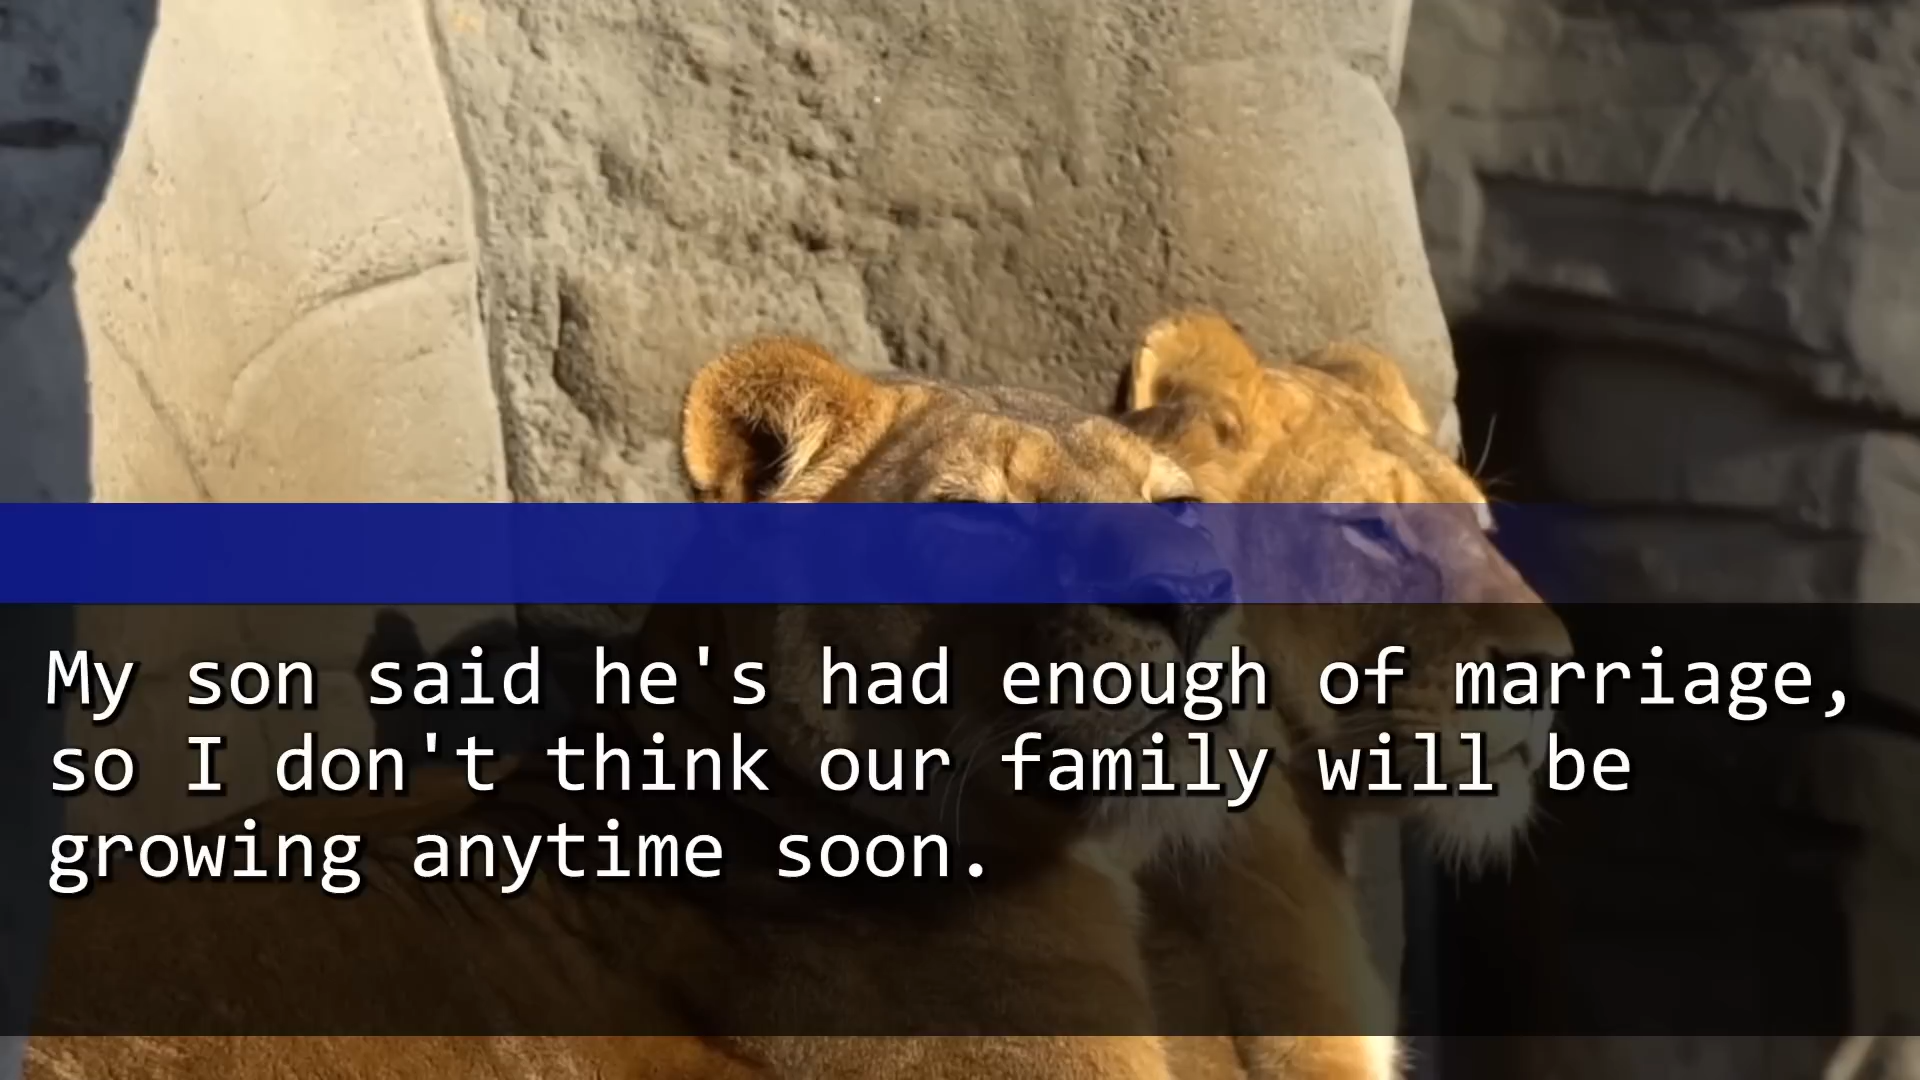 My son said he's had enough of marriage,
so I don't think our family will be
growing anytime soon.